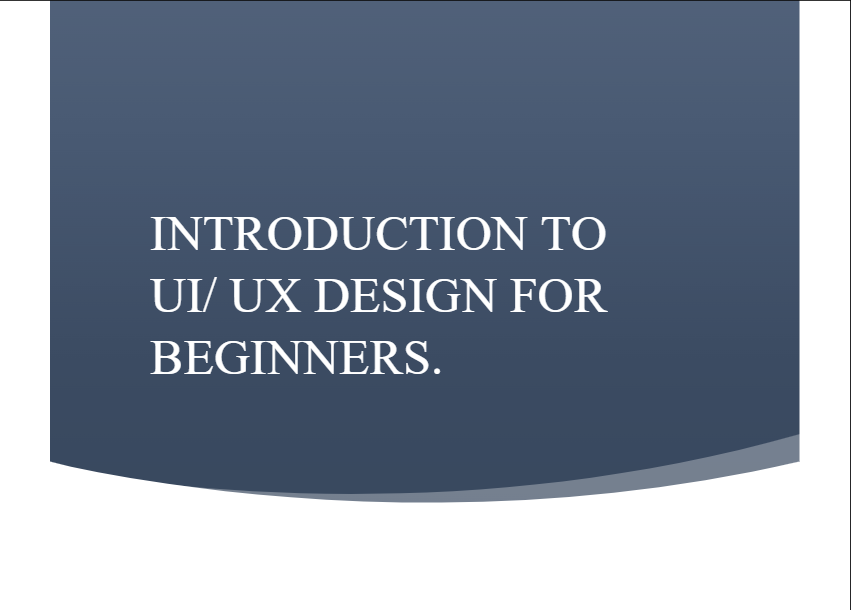 INTRODUCTION TO
UI/ UX DESIGN FOR
BEGINNERS.